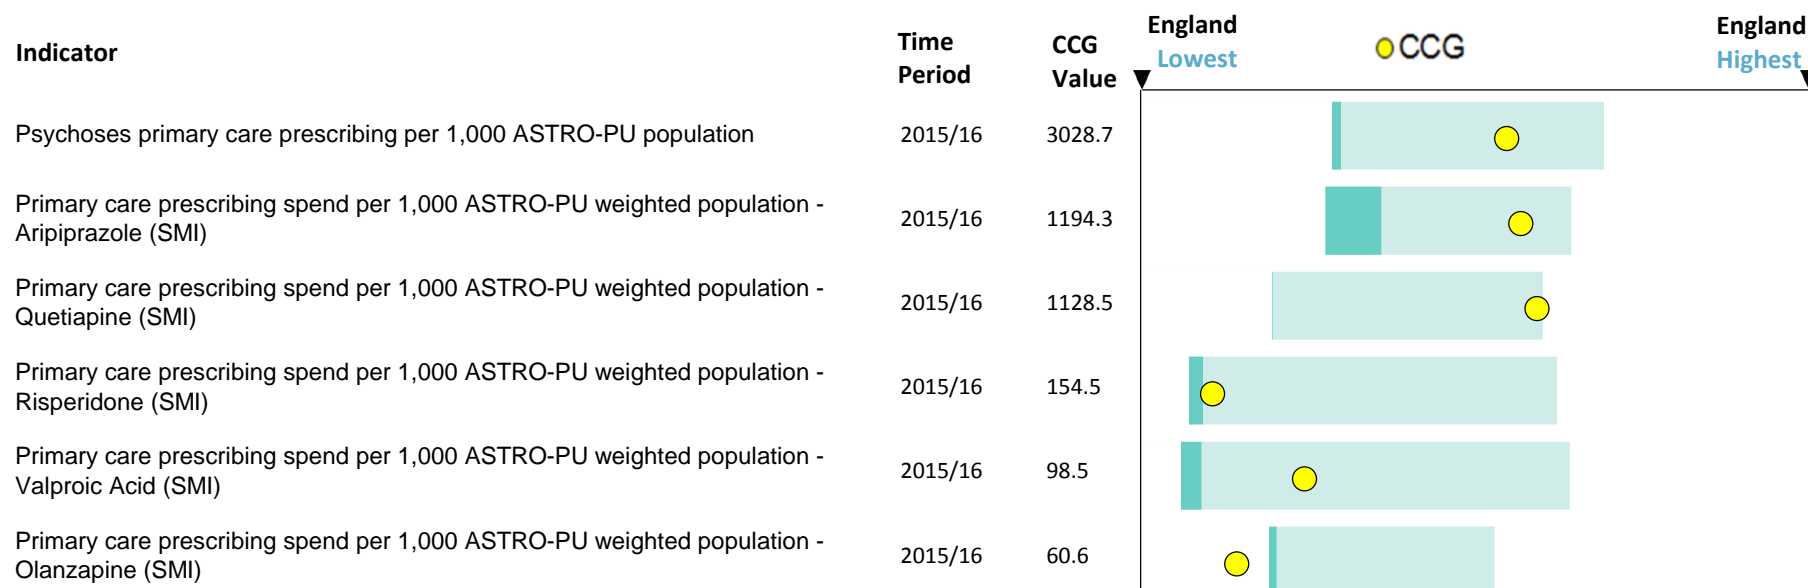 Indicator
Time
Period
CCG
Value
England
Lowest
CCG
England
Highest
Psychoses primary care prescribing per 1,000 ASTRO-PU population
2015/16
3028.7
Primary care prescribing spend per 1,000 ASTRO-PU weighted population -
Aripiprazole (SMI)
2015/16
1194.3
Primary care prescribing spend per 1,000 ASTRO-PU weighted population -
Quetiapine (SMI)
2015/16
1128.5
Primary care prescribing spend per 1,000 ASTRO-PU weighted population -
Risperidone (SMI)
2015/16
154.5
Primary care prescribing spend per 1,000 ASTRO-PU weighted population -
Valproic Acid (SMI)
2015/16
98.5
Primary care prescribing spend per 1,000 ASTRO-PU weighted population -
Olanzapine (SMI)
2015/16
60.6